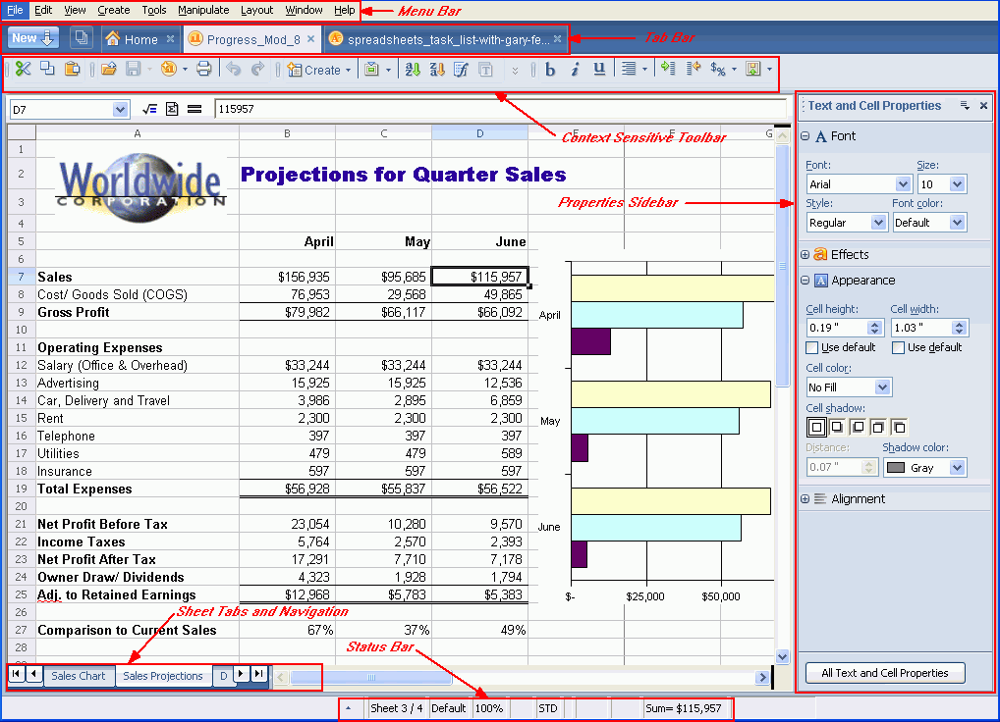 File Edit View Create Tools Manipulate Layout Window Help Menu Bar
New Home Progress_Mod_8 spreadsheets_task_list-with-gary-fe... Tab Bar
Create b i u $%
D7 115957
Context Sensitive Toolbar
A B C D E F G
1
2 Worldwide Projections for Quarter Sales
3 CORPORATION
Properties Sidebar
4
5 April May June
6
7 Sales $156,935 $95,685 $115,957
8 Cost/ Goods Sold (COGS) 76,953 29,568 49,865
9 Gross Profit $79,982 $66,117 $66,092
10
11 Operating Expenses
12 Salary (Office & Overhead) $33,244 $33,244 $33,244
13 Advertising 15,925 15,925 12,536
14 Car, Delivery and Travel 3,986 2,895 6,859
15 Rent 2,300 2,300 2,300
16 Telephone 397 397 397
17 Utilities 479 479 589
18 Insurance 597 597 597
19 Total Expenses $56,928 $55,837 $56,522
20
21 Net Profit Before Tax 23,054 10,280 9,570
22 Income Taxes 5,764 2,570 2,393
23 Net Profit After Tax 17,291 7,710 7,178
24 Owner Draw/ Dividends 4,323 1,928 1,794
25 Adj. to Retained Earnings $12,968 $5,783 $5,383
26
Sheet Tabs and Navigation
27 Comparison to Current Sales 67% 37% 49%
28
April
May
June
$- $25,000 $50,000
Status Bar
Sales Chart Sales Projections D
Sheet 3 / 4 Default 100% STD Sum= $115,957
Text and Cell Properties
A Font
Font: Size:
Arial 10
Style: Font color:
Regular Default
Effects
Appearance
Cell height: Cell width:
0.19 " 1.03 "
Use default Use default
Cell color:
No Fill
Cell shadow:
Distance: Shadow color:
0.07 " Gray
Alignment
All Text and Cell Properties